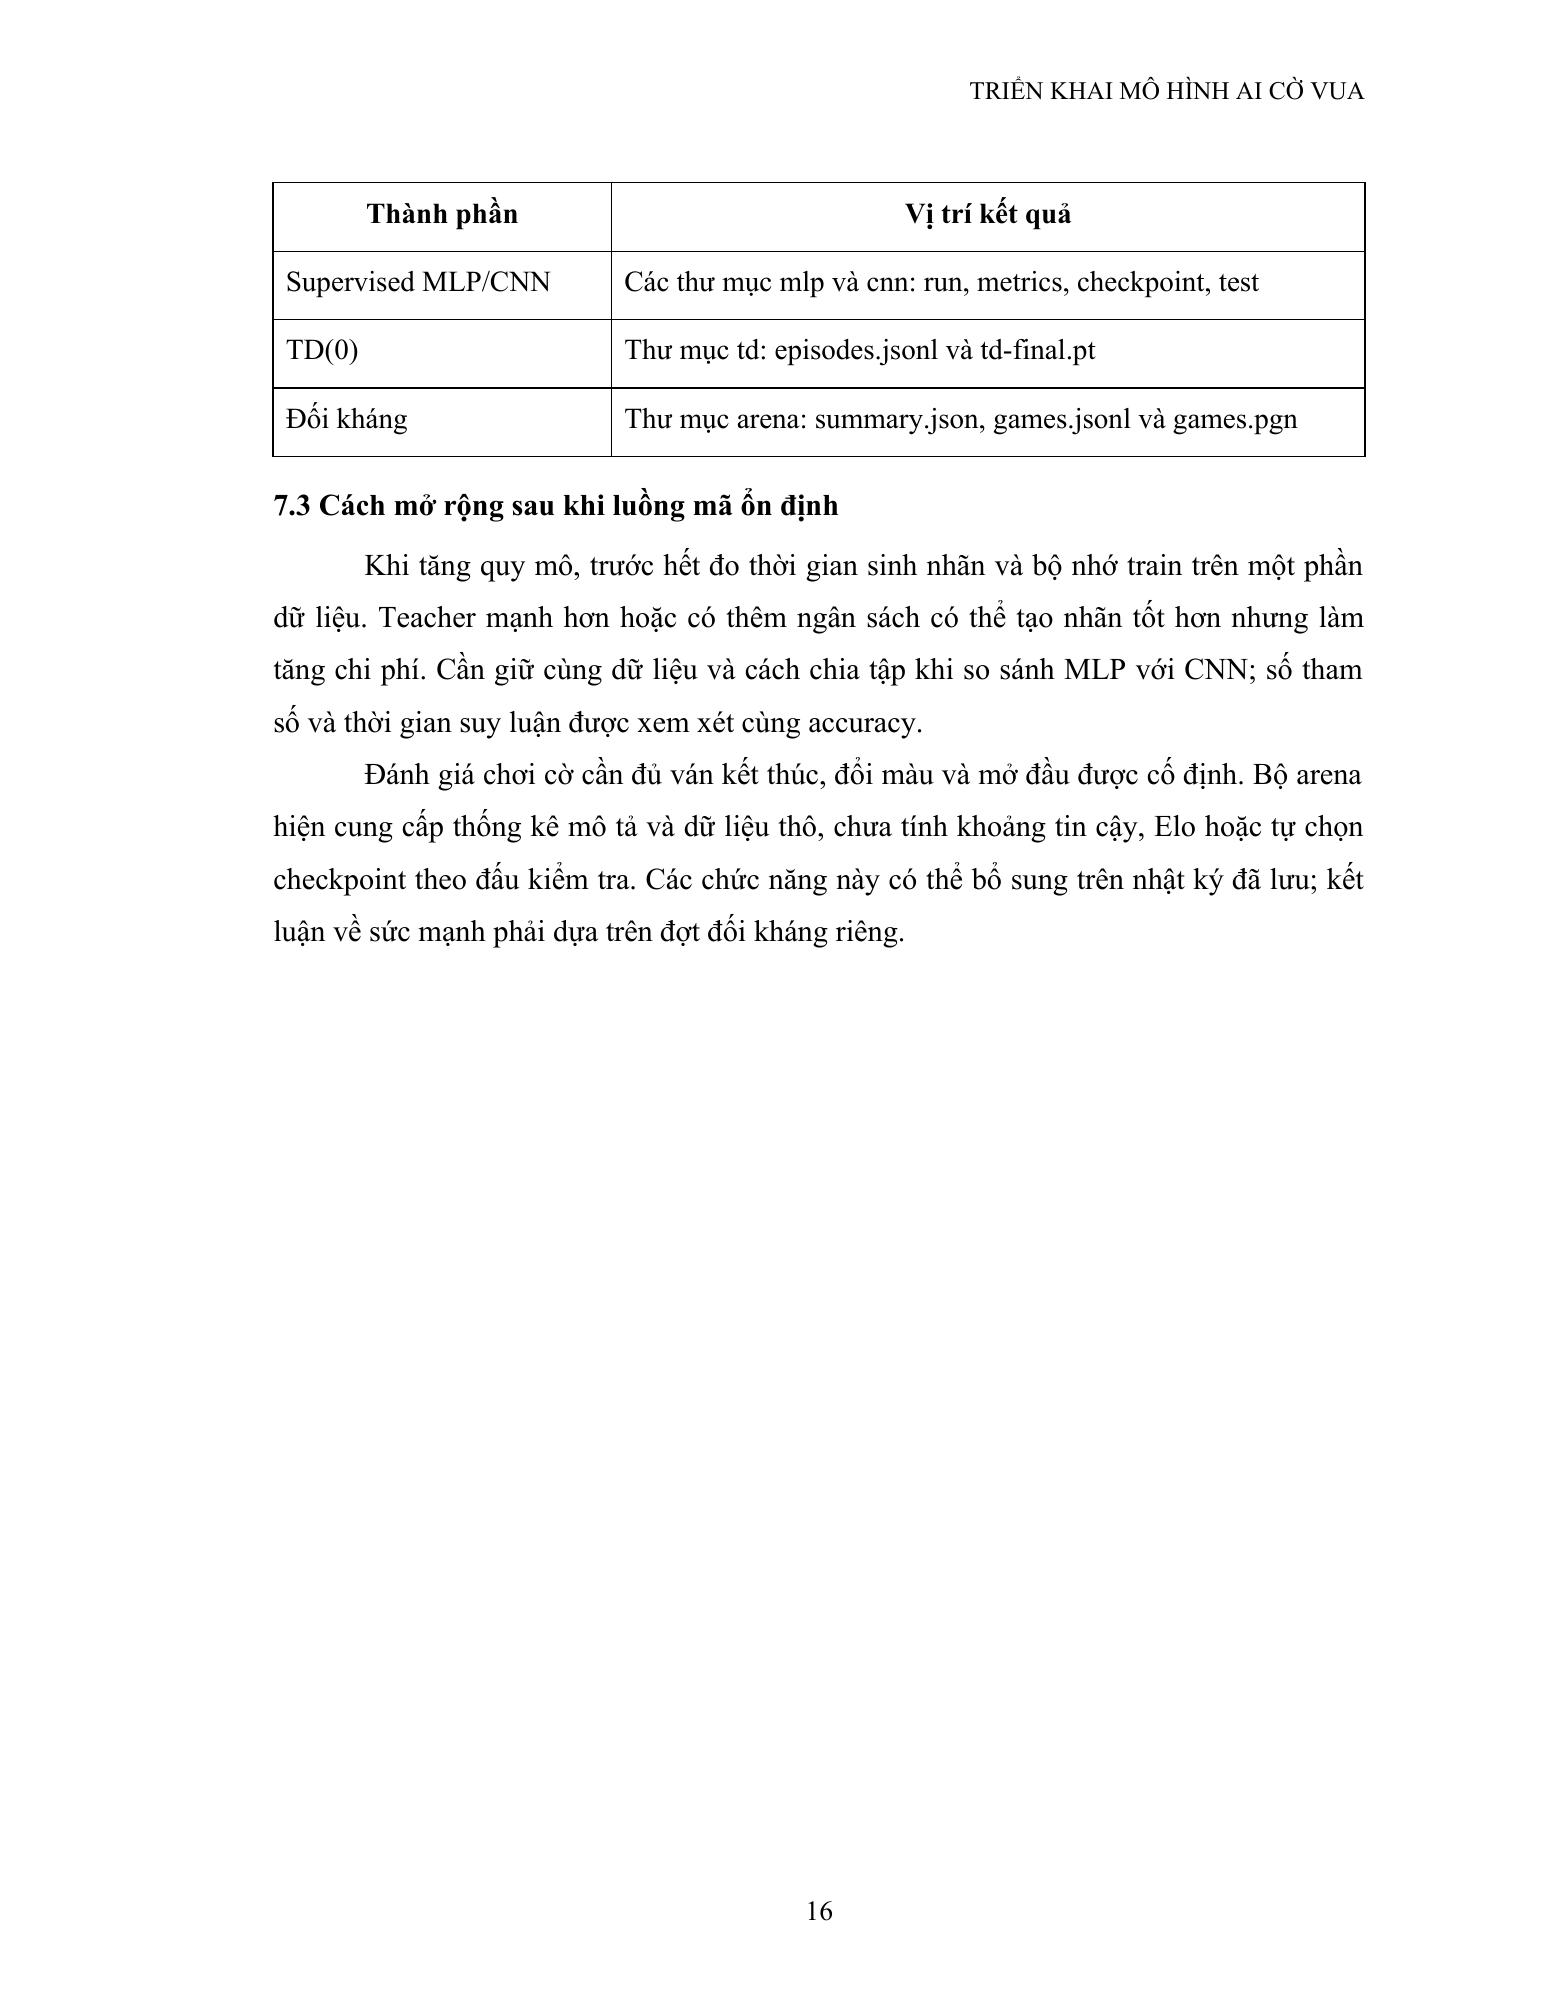 TRIỂN KHAI MÔ HÌNH AI CỜ VUA
Thành phần Vị trí kết quả
Supervised MLP/CNN Các thư mục mlp và cnn: run, metrics, checkpoint, test
TD(0) Thư mục td: episodes.jsonl và td-final.pt
Đối kháng Thư mục arena: summary.json, games.jsonl và games.pgn
7.3 Cách mở rộng sau khi luồng mã ổn định
Khi tăng quy mô, trước hết đo thời gian sinh nhãn và bộ nhớ train trên một phần
dữ liệu. Teacher mạnh hơn hoặc có thêm ngân sách có thể tạo nhãn tốt hơn nhưng làm
tăng chi phí. Cần giữ cùng dữ liệu và cách chia tập khi so sánh MLP với CNN; số tham
số và thời gian suy luận được xem xét cùng accuracy.
Đánh giá chơi cờ cần đủ ván kết thúc, đổi màu và mở đầu được cố định. Bộ arena
hiện cung cấp thống kê mô tả và dữ liệu thô, chưa tính khoảng tin cậy, Elo hoặc tự chọn
checkpoint theo đấu kiểm tra. Các chức năng này có thể bổ sung trên nhật ký đã lưu; kết
luận về sức mạnh phải dựa trên đợt đối kháng riêng.
16